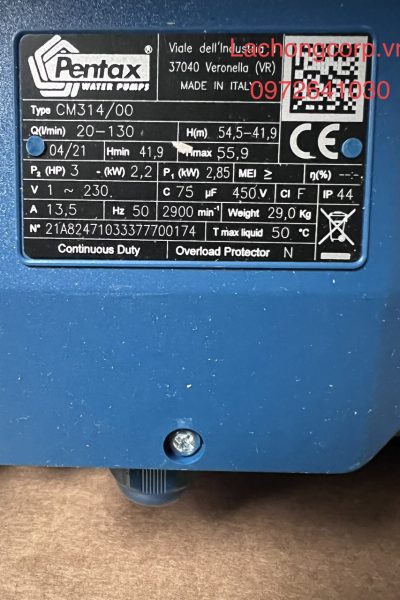 Lachongcorp.vn
Pentax ®
WATER PUMPS
Viale dell'Industria
37040 Veronella (VR)
MADE IN ITALY
0972841030
Type CM314/00
Q(l/min) 20-130 H(m) 54,5-41,9
04/21 Hmin 41,9 Hmax 55,9
P₂ (HP) 3 - (kW) 2,2 P₁ (kW) 2,85 MEI ≥ η(%) --.-
V 1 ~ 230 C 75 µF 450 V Cl F IP 44
A 13,5 Hz 50 2900 min⁻¹ Weight 29,0 Kg
N° 21A82471033377700174 T max liquid 50 °C
Continuous Duty Overload Protector N
CE